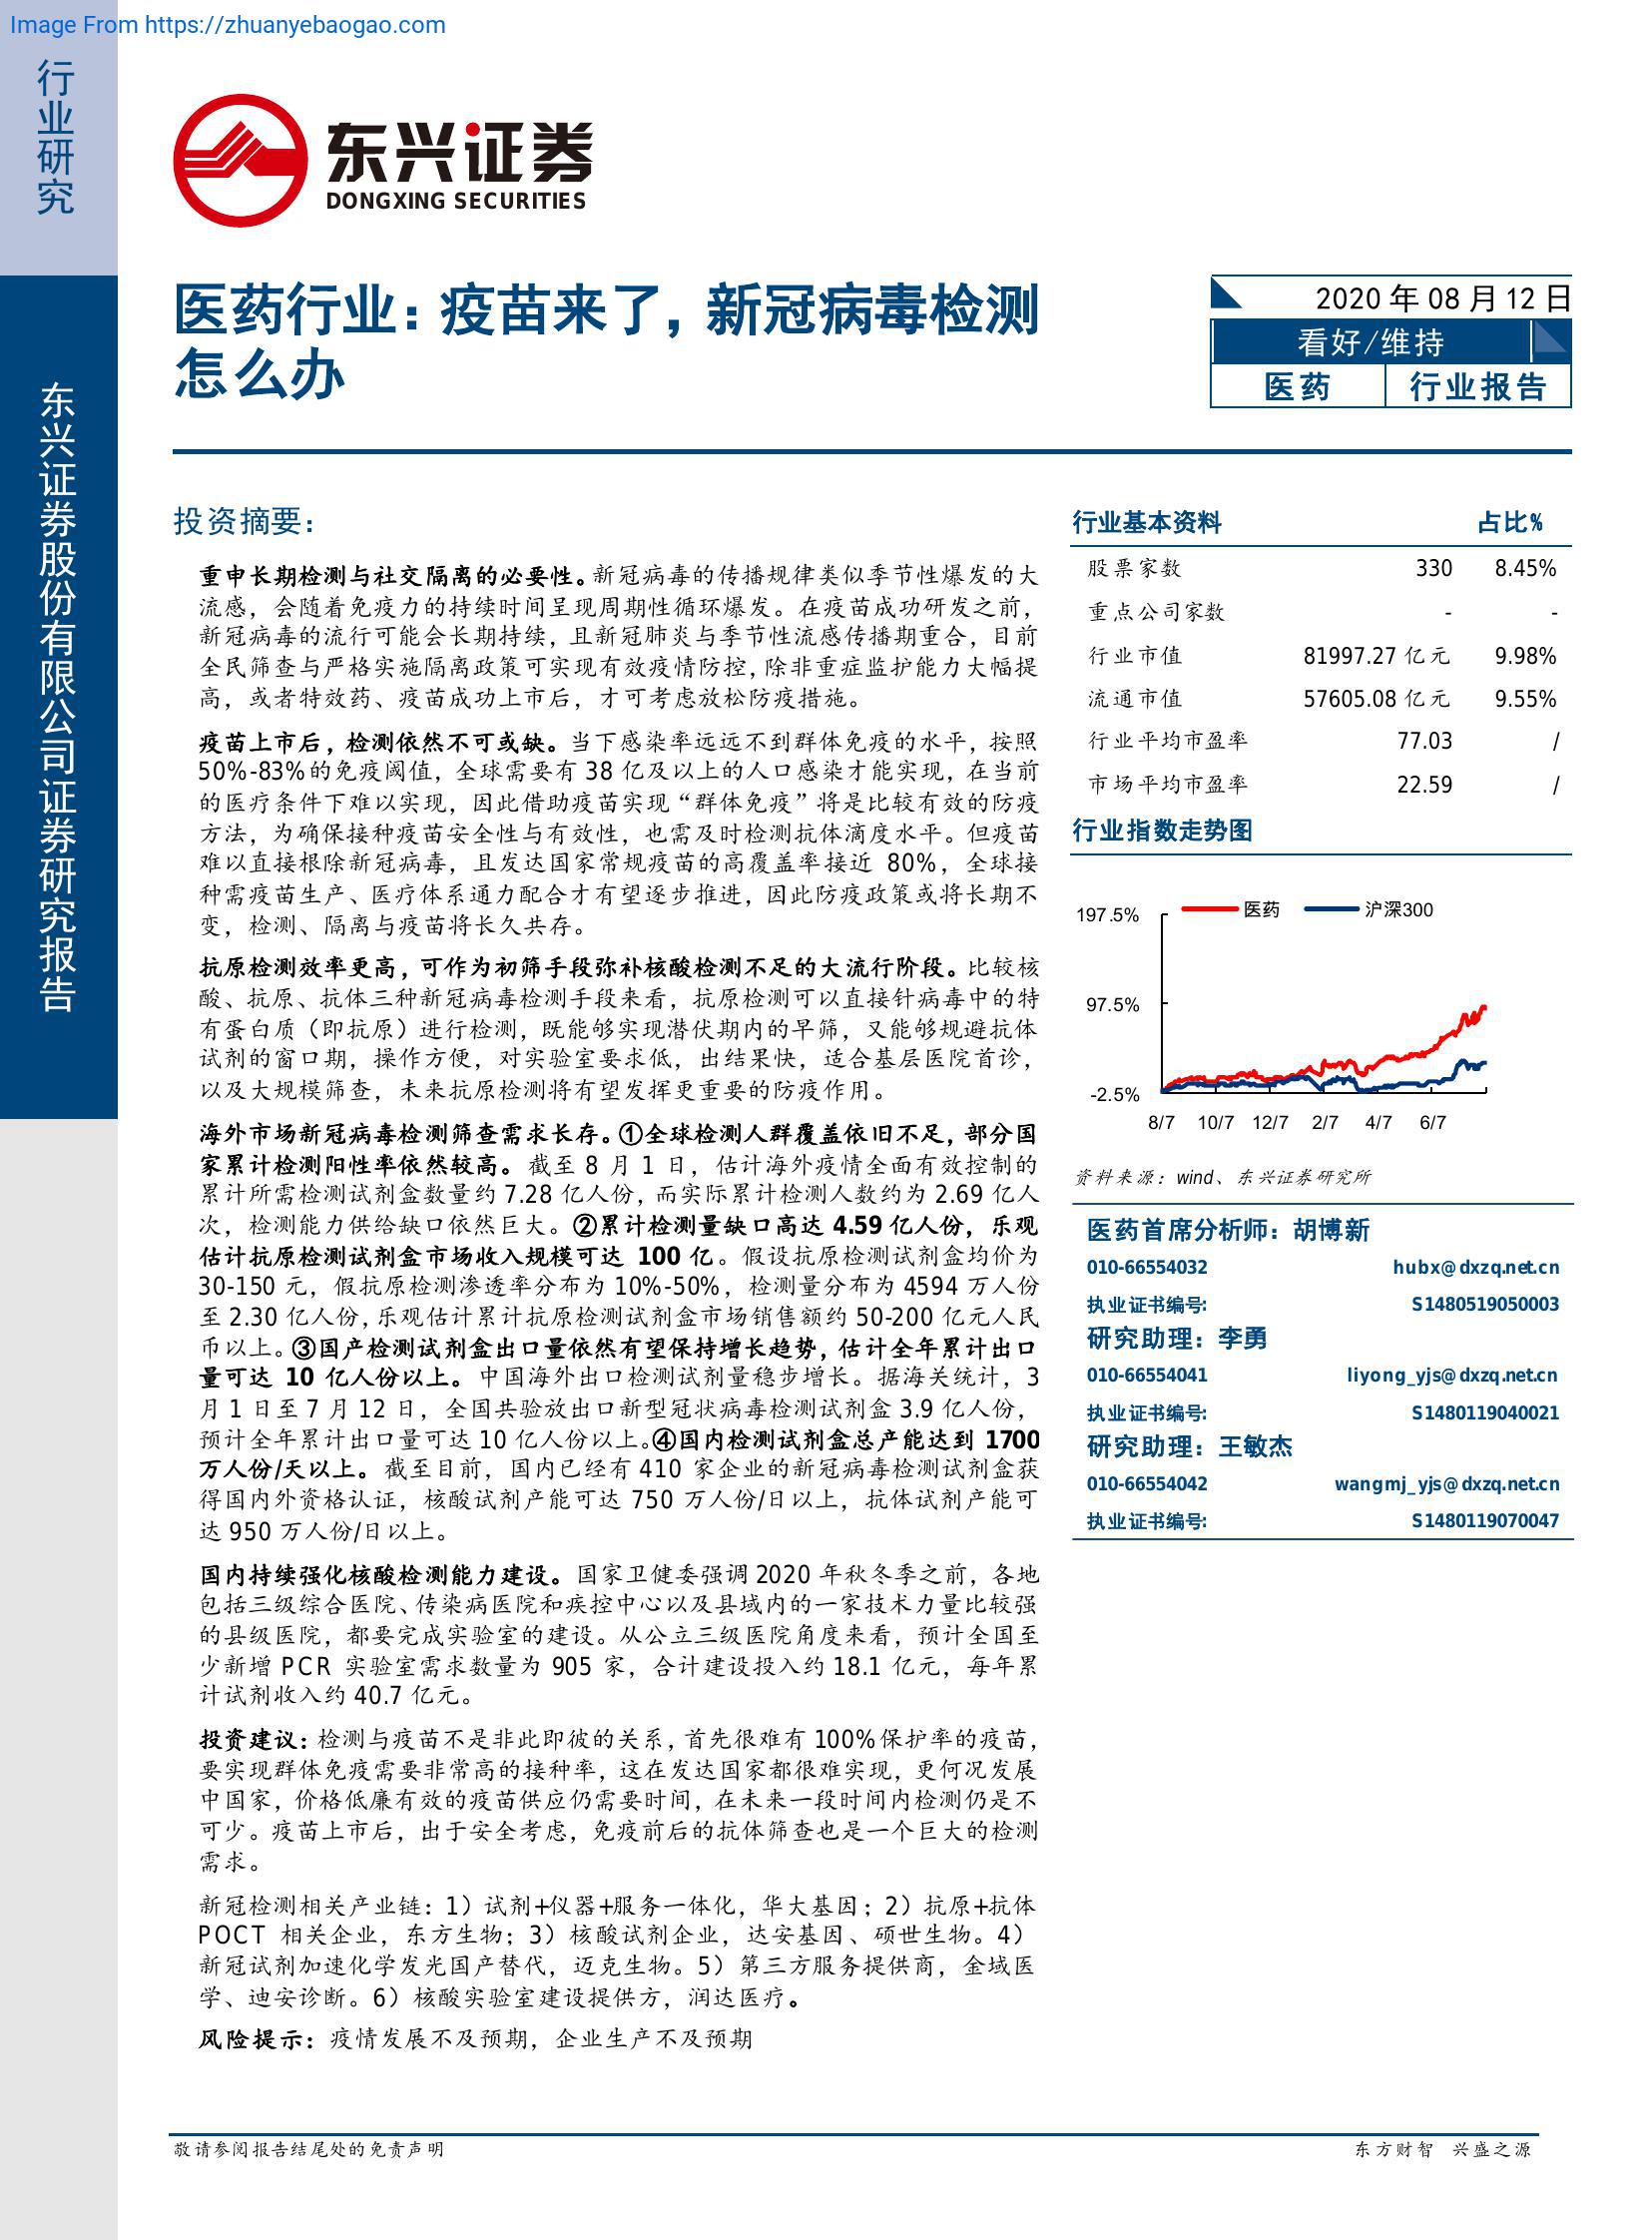 Image From https://zhuanyebaogao.com
行业研究
东兴证券股份有限公司证券研究报告
东兴证券
DONGXING SECURITIES
医药行业：疫苗来了，新冠病毒检测
怎么办
2020 年 08 月 12 日
看好/维持
医药 行业报告
投资摘要：
重申长期检测与社交隔离的必要性。新冠病毒的传播规律类似季节性爆发的大
流感，会随着免疫力的持续时间呈现周期性循环爆发。在疫苗成功研发之前，
新冠病毒的流行可能会长期持续，且新冠肺炎与季节性流感传播期重合，目前
全民筛查与严格实施隔离政策可实现有效疫情防控，除非重症监护能力大幅提
高，或者特效药、疫苗成功上市后，才可考虑放松防疫措施。
疫苗上市后，检测依然不可或缺。当下感染率远远不到群体免疫的水平，按照
50%-83%的免疫阈值，全球需要有 38 亿及以上的人口感染才能实现，在当前
的医疗条件下难以实现，因此借助疫苗实现“群体免疫”将是比较有效的防疫
方法，为确保接种疫苗安全性与有效性，也需及时检测抗体滴度水平。但疫苗
难以直接根除新冠病毒，且发达国家常规疫苗的高覆盖率接近 80%，全球接
种需疫苗生产、医疗体系通力配合才有望逐步推进，因此防疫政策或将长期不
变，检测、隔离与疫苗将长久共存。
抗原检测效率更高，可作为初筛手段弥补核酸检测不足的大流行阶段。比较核
酸、抗原、抗体三种新冠病毒检测手段来看，抗原检测可以直接针病毒中的特
有蛋白质（即抗原）进行检测，既能够实现潜伏期内的早筛，又能够规避抗体
试剂的窗口期，操作方便，对实验室要求低，出结果快，适合基层医院首诊，
以及大规模筛查，未来抗原检测将有望发挥更重要的防疫作用。
海外市场新冠病毒检测筛查需求长存。①全球检测人群覆盖依旧不足，部分国
家累计检测阳性率依然较高。截至 8 月 1 日，估计海外疫情全面有效控制的
累计所需检测试剂盒数量约 7.28 亿人份，而实际累计检测人数约为 2.69 亿人
次，检测能力供给缺口依然巨大。②累计检测量缺口高达 4.59 亿人份，乐观
估计抗原检测试剂盒市场收入规模可达 100 亿。假设抗原检测试剂盒均价为
30-150 元，假抗原检测渗透率分布为 10%-50%，检测量分布为 4594 万人份
至 2.30 亿人份，乐观估计累计抗原检测试剂盒市场销售额约 50-200 亿元人民
币以上。③国产检测试剂盒出口量依然有望保持增长趋势，估计全年累计出口
量可达 10 亿人份以上。中国海外出口检测试剂量稳步增长。据海关统计，3
月 1 日至 7 月 12 日，全国共验放出口新型冠状病毒检测试剂盒 3.9 亿人份，
预计全年累计出口量可达 10 亿人份以上。④国内检测试剂盒总产能达到 1700
万人份/天以上。截至目前，国内已经有 410 家企业的新冠病毒检测试剂盒获
得国内外资格认证，核酸试剂产能可达 750 万人份/日以上，抗体试剂产能可
达 950 万人份/日以上。
国内持续强化核酸检测能力建设。国家卫健委强调 2020 年秋冬季之前，各地
包括三级综合医院、传染病医院和疾控中心以及县域内的一家技术力量比较强
的县级医院，都要完成实验室的建设。从公立三级医院角度来看，预计全国至
少新增 PCR 实验室需求数量为 905 家，合计建设投入约 18.1 亿元，每年累
计试剂收入约 40.7 亿元。
投资建议：检测与疫苗不是非此即彼的关系，首先很难有 100%保护率的疫苗，
要实现群体免疫需要非常高的接种率，这在发达国家都很难实现，更何况发展
中国家，价格低廉有效的疫苗供应仍需要时间，在未来一段时间内检测仍是不
可少。疫苗上市后，出于安全考虑，免疫前后的抗体筛查也是一个巨大的检测
需求。
新冠检测相关产业链：1）试剂+仪器+服务一体化，华大基因；2）抗原+抗体
POCT 相关企业，东方生物；3）核酸试剂企业，达安基因、硕世生物。4）
新冠试剂加速化学发光国产替代，迈克生物。5）第三方服务提供商，金域医
学、迪安诊断。6）核酸实验室建设提供方，润达医疗。
风险提示：疫情发展不及预期，企业生产不及预期
行业基本资料 占比%
股票家数 330 8.45%
重点公司家数 - -
行业市值 81997.27 亿元 9.98%
流通市值 57605.08 亿元 9.55%
行业平均市盈率 77.03 /
市场平均市盈率 22.59 /
行业指数走势图
医药 沪深300
197.5%
97.5%
-2.5%
8/7 10/7 12/7 2/7 4/7 6/7
资料来源：wind、东兴证券研究所
医药首席分析师：胡博新
010-66554032 hubx@dxzq.net.cn
执业证书编号: S1480519050003
研究助理：李勇
010-66554041 liyong_yjs@dxzq.net.cn
执业证书编号: S1480119040021
研究助理：王敏杰
010-66554042 wangmj_yjs@dxzq.net.cn
执业证书编号: S1480119070047
敬请参阅报告结尾处的免责声明
东方财智 兴盛之源